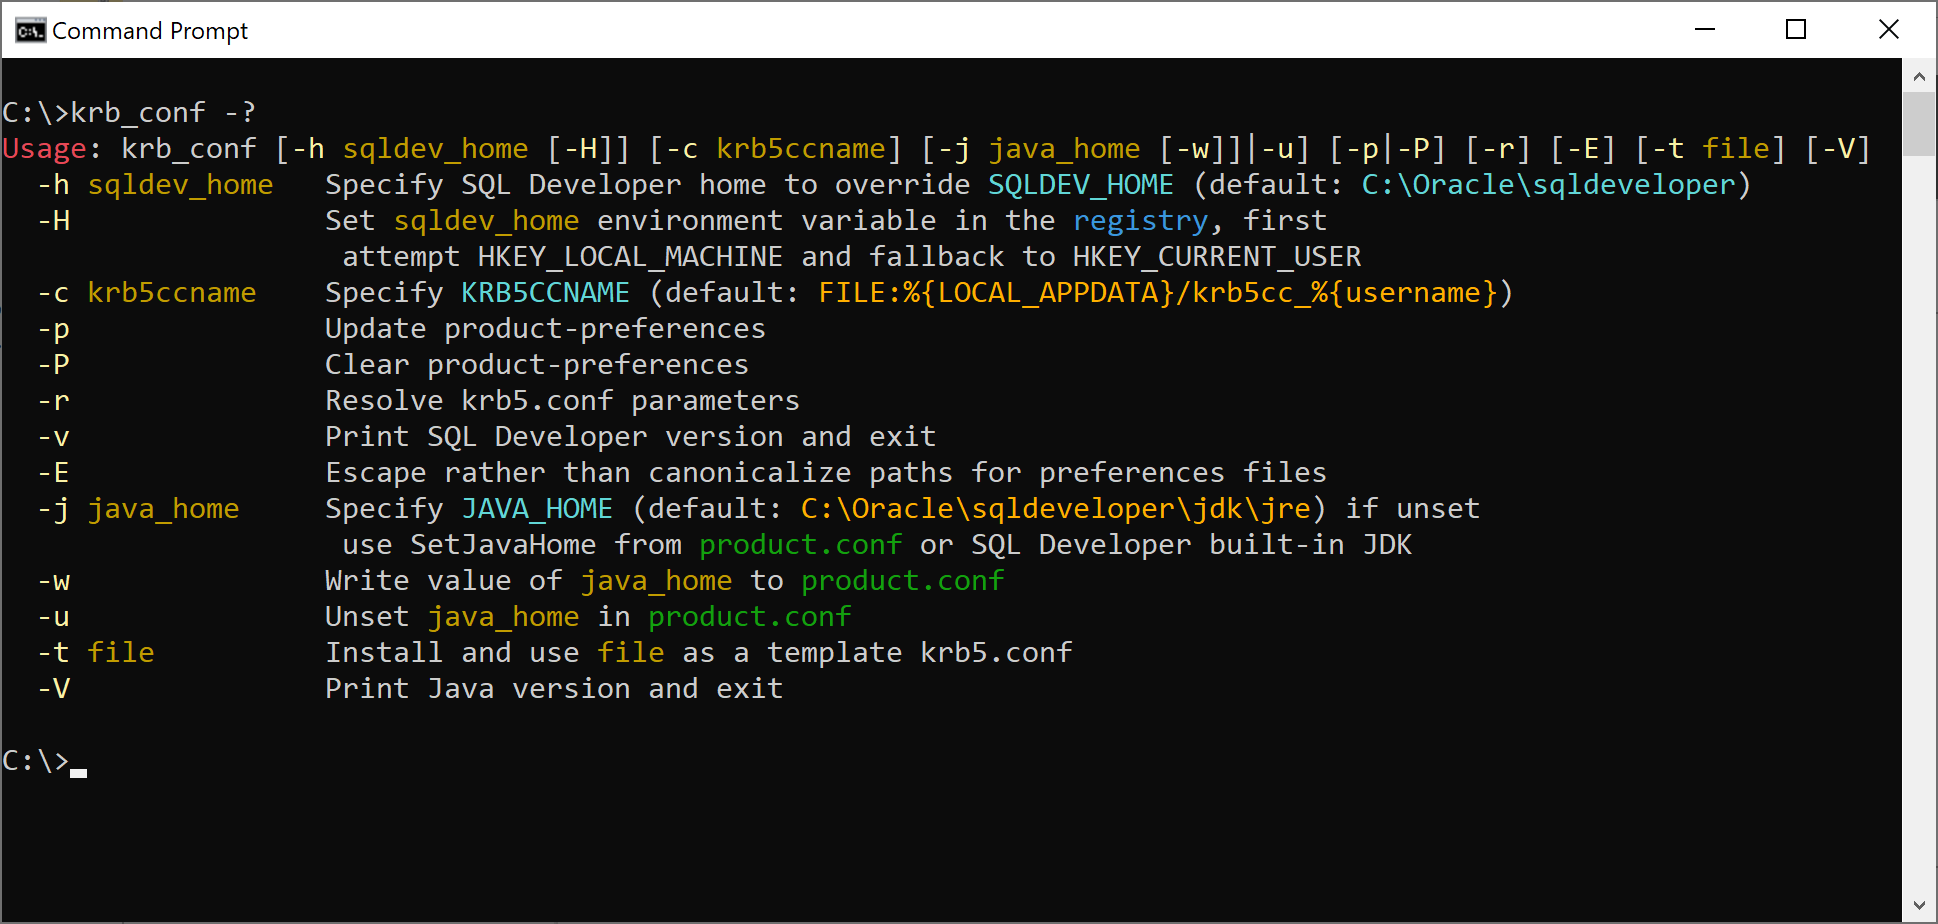 Command Prompt
C:\>krb_conf -?
Usage: krb_conf [-h sqldev_home [-H]] [-c krb5ccname] [-j java_home [-w]]|-u] [-p|-P] [-r] [-E] [-t file] [-V]
  -h sqldev_home   Specify SQL Developer home to override SQLDEV_HOME (default: C:\Oracle\sqldeveloper)
  -H               Set sqldev_home environment variable in the registry, first
                    attempt HKEY_LOCAL_MACHINE and fallback to HKEY_CURRENT_USER
  -c krb5ccname    Specify KRB5CCNAME (default: FILE:%{LOCAL_APPDATA}/krb5cc_%{username})
  -p               Update product-preferences
  -P               Clear product-preferences
  -r               Resolve krb5.conf parameters
  -v               Print SQL Developer version and exit
  -E               Escape rather than canonicalize paths for preferences files
  -j java_home     Specify JAVA_HOME (default: C:\Oracle\sqldeveloper\jdk\jre) if unset
                    use SetJavaHome from product.conf or SQL Developer built-in JDK
  -w               Write value of java_home to product.conf
  -u               Unset java_home in product.conf
  -t file          Install and use file as a template krb5.conf
  -V               Print Java version and exit
C:\>